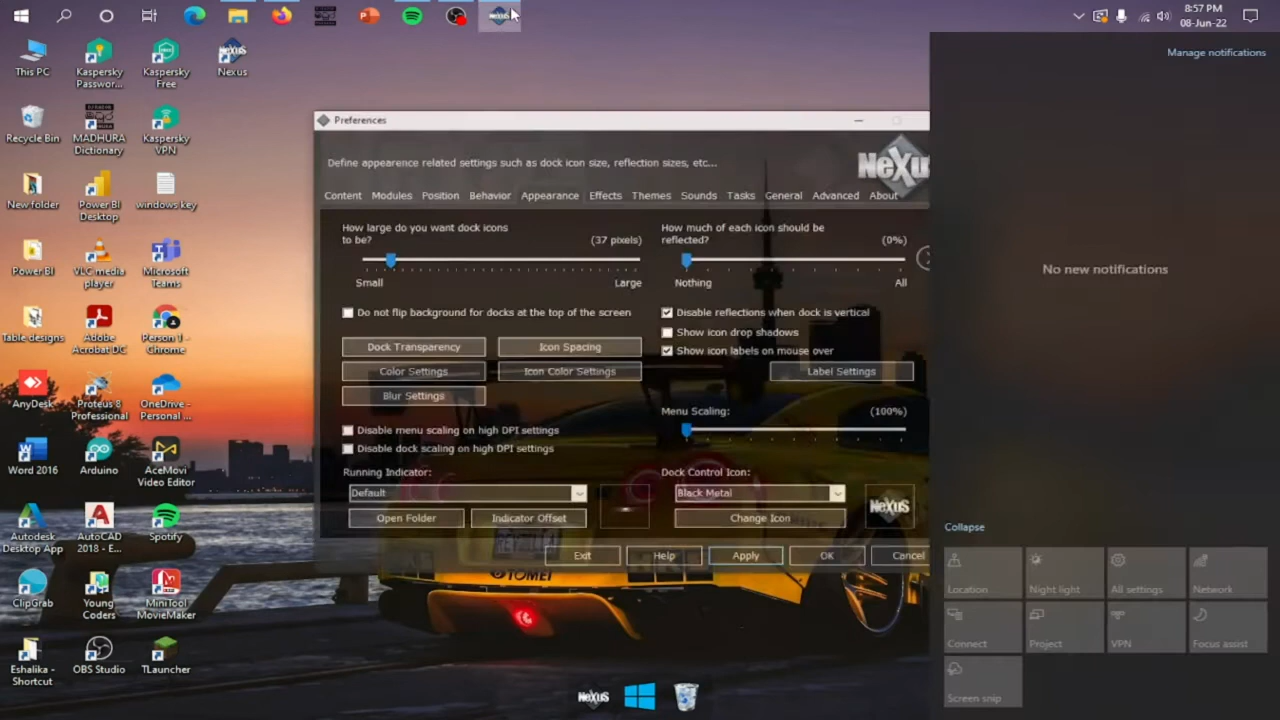 NeXuS
8:57 PM
08-Jun-22
This PC
Kaspersky
Passwor...
Kaspersky
Free
Nexus
Recycle Bin
MADHURA
Dictionary
Kaspersky
VPN
New folder
Power BI
Desktop
windows key
Power BI
VLC media
player
Microsoft
Teams
Table designs
Adobe
Acrobat DC
Person 1 -
Chrome
AnyDesk
Proteus 8
Professional
OneDrive -
Personal ...
Word 2016
Arduino
AceMovi
Video Editor
Autodesk
Desktop App
AutoCAD
2018 - E...
Spotify
ClipGrab
Young
Coders
MiniTool
MovieMaker
Eshalika -
Shortcut
OBS Studio
TLauncher
Preferences
Define appearence related settings such as dock icon size, reflection sizes, etc...
Content Modules Position Behavior Appearance Effects Themes Sounds Tasks General Advanced About
How large do you want dock icons
to be? (37 pixels)
Small Large
Do not flip background for docks at the top of the screen
Dock Transparency Icon Spacing
Color Settings Icon Color Settings
Blur Settings
Disable menu scaling on high DPI settings
Disable dock scaling on high DPI settings
Running Indicator:
Default
Open Folder Indicator Offset
How much of each icon should be
reflected? (0%)
Nothing All
Disable reflections when dock is vertical
Show icon drop shadows
Show icon labels on mouse over
Label Settings
Menu Scaling: (100%)
Dock Control Icon:
Black Metal
NeXuS
Change Icon
Exit Help Apply OK Cancel
TOMEI
NeXuS
Manage notifications
No new notifications
Collapse
Location Night light All settings Network
Connect Project VPN Focus assist
Screen snip